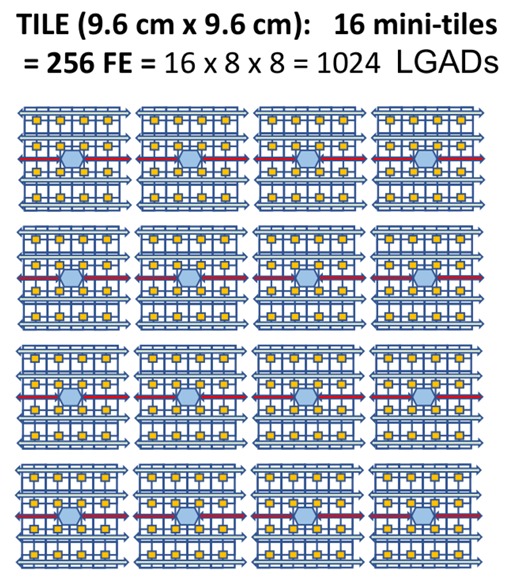 TILE (9.6 cm x 9.6 cm): 16 mini-tiles
= 256 FE = 16 x 8 x 8 = 1024 LGADs